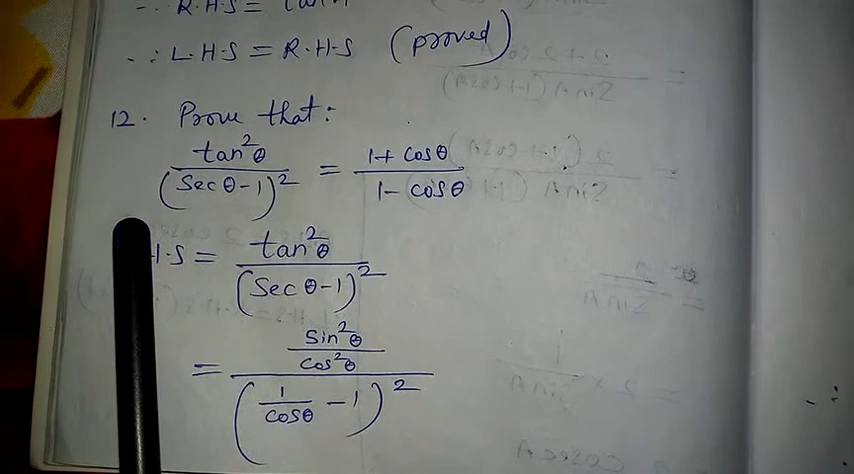 ∴ R.H.S =
∴ L.H.S = R.H.S (proved)
12. Prove that:
tan²θ / (Secθ-1)² = 1+cosθ / 1-cosθ
H.S = tan²θ / (Secθ-1)²
= (sin²θ / cos²θ) / (1/cosθ - 1)²